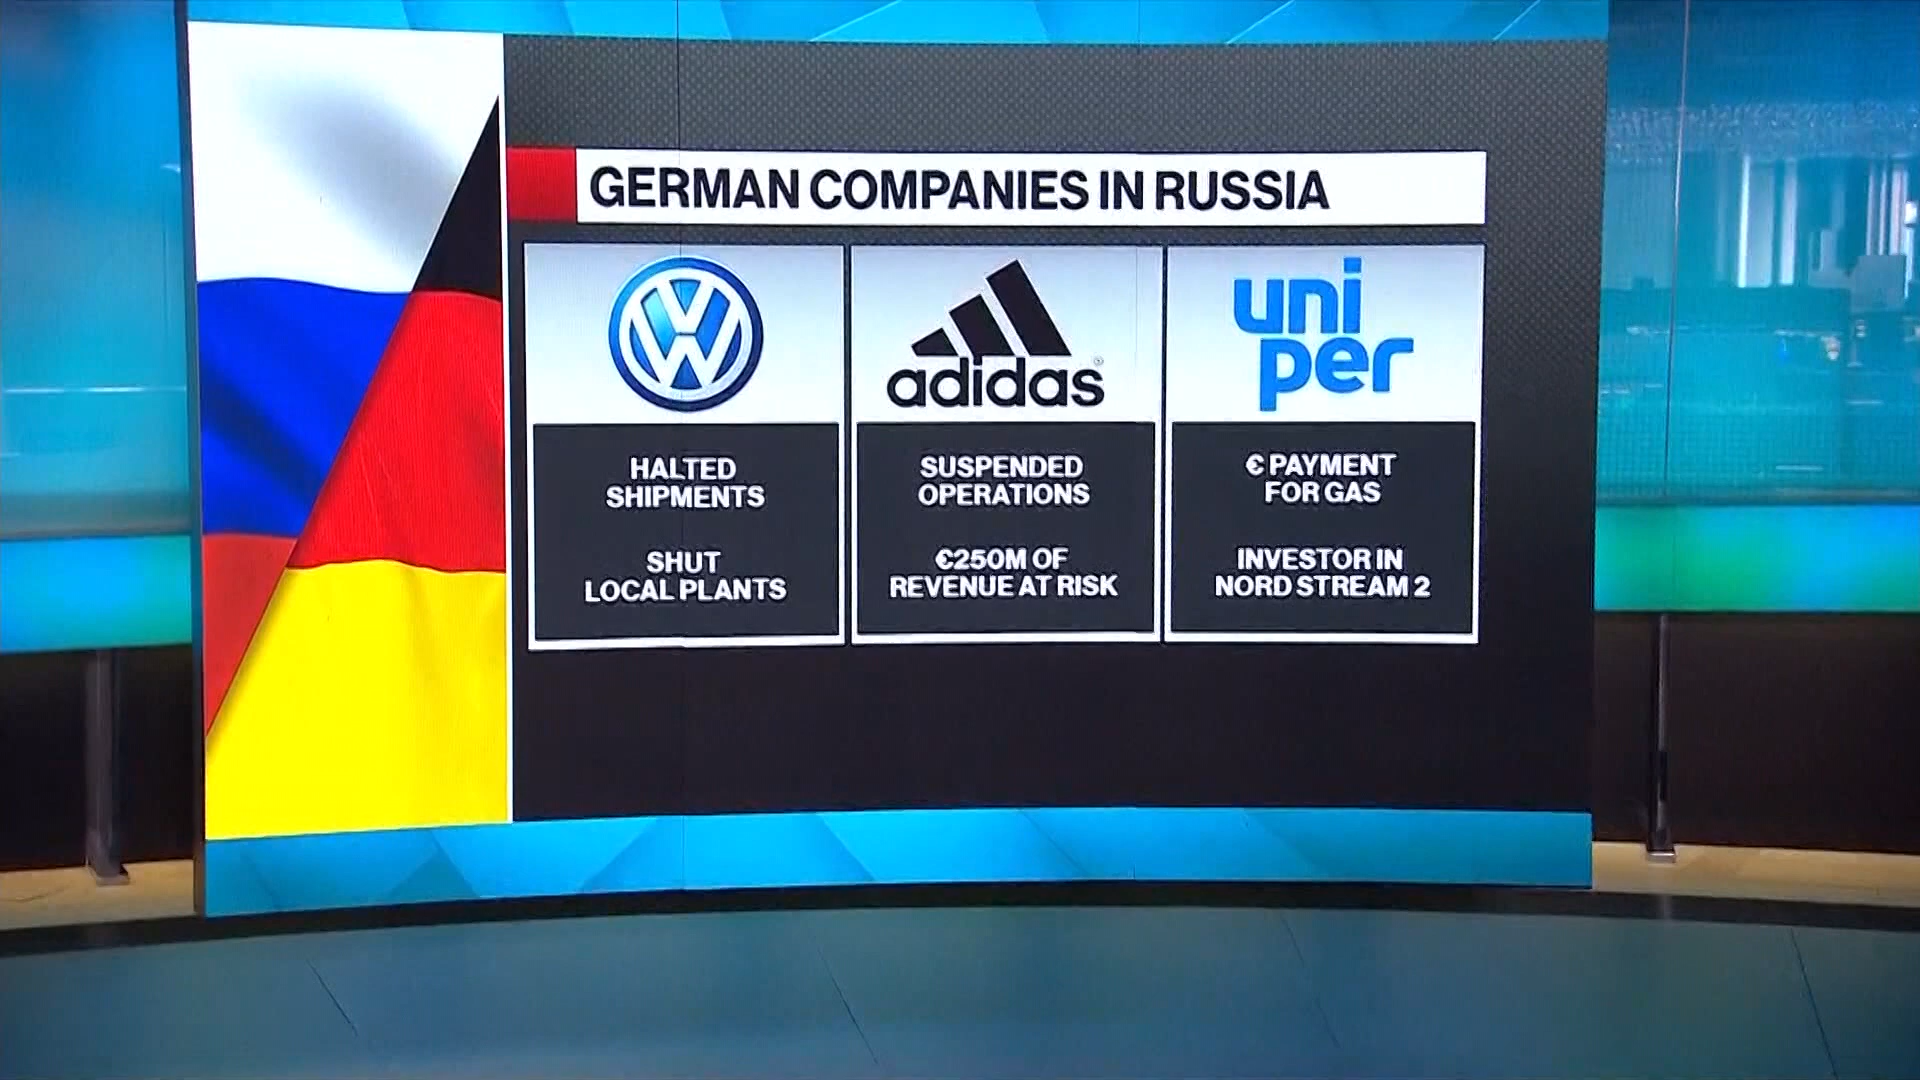 GERMAN COMPANIES IN RUSSIA
HALTED
SHIPMENTS
SHUT
LOCAL PLANTS
adidas®
SUSPENDED
OPERATIONS
€250M OF
REVENUE AT RISK
uni
per
€ PAYMENT
FOR GAS
INVESTOR IN
NORD STREAM 2